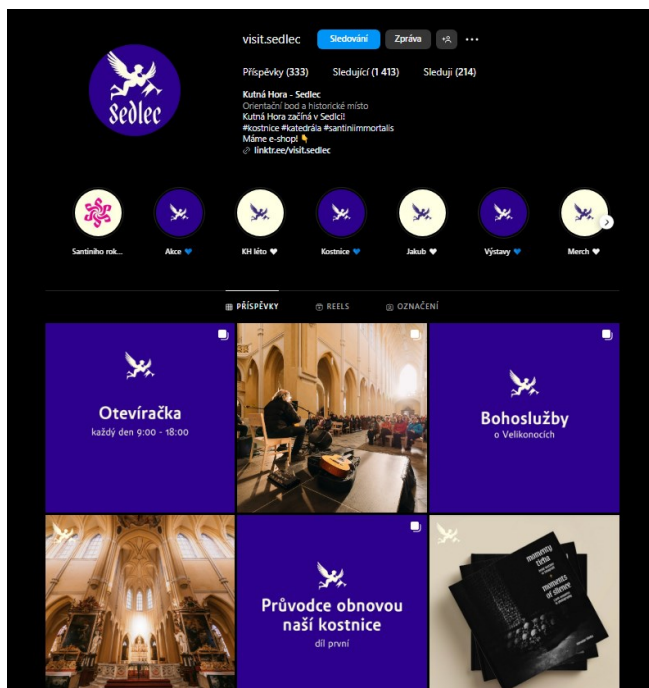 visit.sedlec Sledování Zpráva
Příspěvky (333) Sledující (1 413) Sleduji (214)
Kutná Hora - Sedlec
Orientační bod a historické místo
Kutná Hora začíná v Sedlci!
#kostnice #katedrála #santiniimmortalis
Máme e-shop! 👇
linktr.ee/visit.sedlec
Sedlec
Santiniho rok...
Akce 💙
KH léto 🤍
Kostnice 💙
Jakub 🤍
Výstavy 💙
Merch 🤍
PŘÍSPĚVKY REELS OZNAČENÍ
Otevíračka
každý den 9:00 - 18:00
Bohoslužby
o Velikonocích
Průvodce obnovou
naší kostnice
díl první
momenty
ticha
moments
of silence